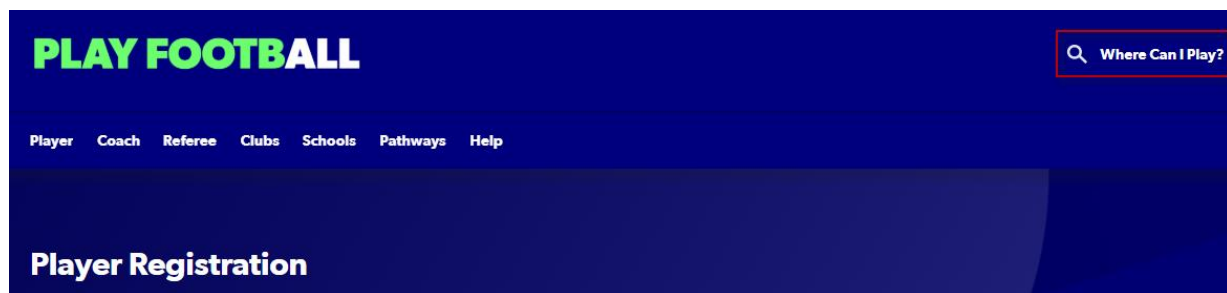 PLAY FOOTBALL
Where Can I Play?
Player Coach Referee Clubs Schools Pathways Help
Player Registration